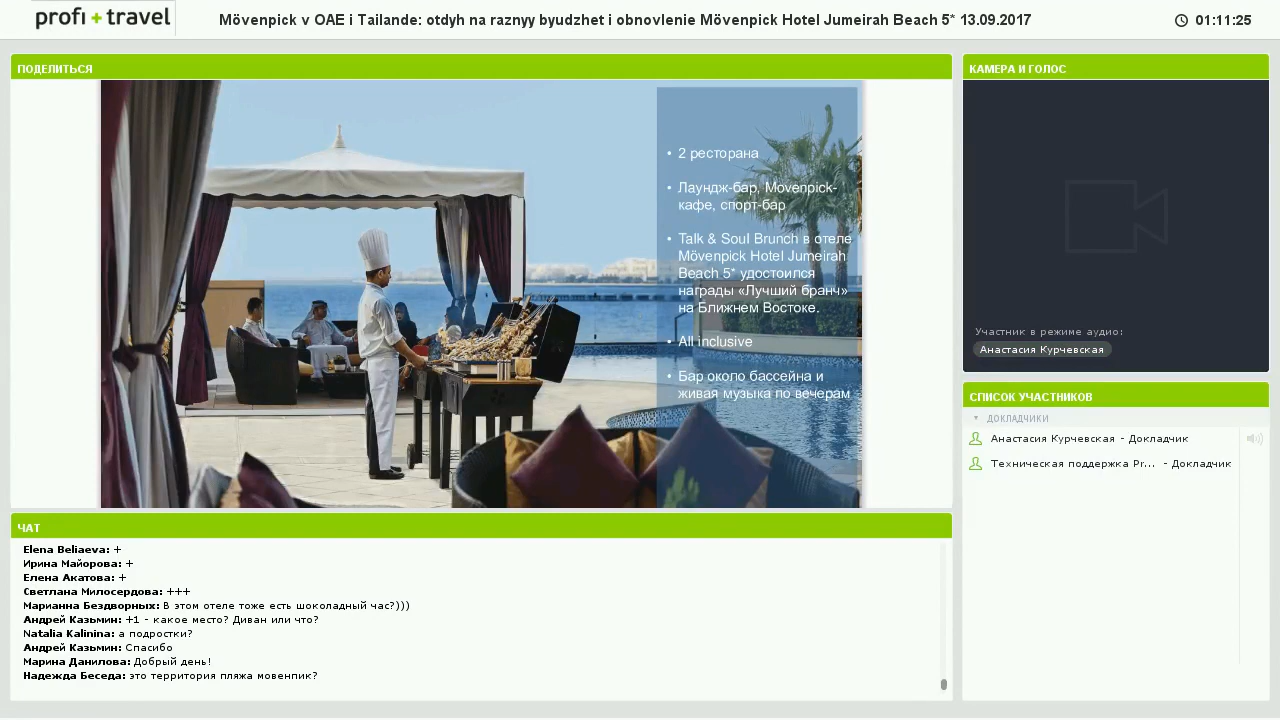 profi + travel
Mövenpick v OAE i Tailande: otdyh na raznyy byudzhet i obnovlenie Mövenpick Hotel Jumeirah Beach 5* 13.09.2017
01:11:25
ПОДЕЛИТЬСЯ
• 2 ресторана
• Лаундж-бар, Movenpick-
кафе, спорт-бар
• Talk & Soul Brunch в отеле
Mövenpick Hotel Jumeirah
Beach 5* удостоился
награды «Лучший бранч»
на Ближнем Востоке.
• All inclusive
• Бар около бассейна и
живая музыка по вечерам
КАМЕРА И ГОЛОС
Участник в режиме аудио:
Анастасия Курчевская
СПИСОК УЧАСТНИКОВ
ДОКЛАДЧИКИ
Анастасия Курчевская - Докладчик
Техническая поддержка Pr... - Докладчик
ЧАТ
Elena Beliaeva: +
Ирина Майорова: +
Елена Акатова: +
Светлана Милосердова: +++
Марианна Бездворных: В этом отеле тоже есть шоколадный час?)))
Андрей Казьмин: +1 - какое место? Диван или что?
Natalia Kalinina: а подростки?
Андрей Казьмин: Спасибо
Марина Данилова: Добрый день!
Надежда Беседа: это территория пляжа мовенпик?